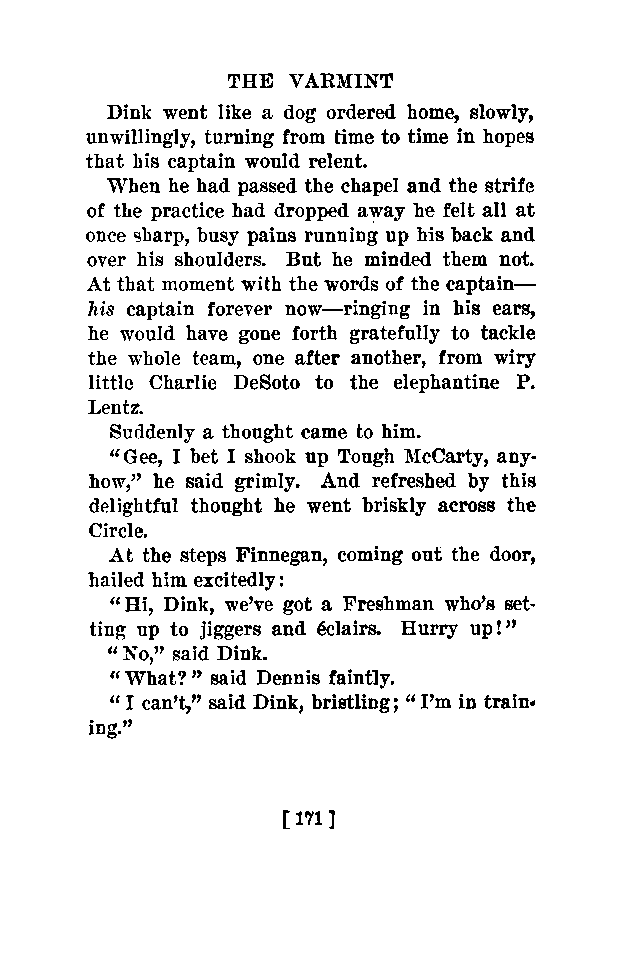 THE VARMINT
Dink went like a dog ordered home, slowly,
unwillingly, turning from time to time in hopes
that his captain would relent.
When he had passed the chapel and the strife
of the practice had dropped away he felt all at
once sharp, busy pains running up his back and
over his shoulders. But he minded them not.
At that moment with the words of the captain—
his captain forever now—ringing in his ears,
he would have gone forth gratefully to tackle
the whole team, one after another, from wiry
little Charlie DeSoto to the elephantine P.
Lentz.
Suddenly a thought came to him.
“Gee, I bet I shook up Tough McCarty, any-
how,” he said grimly. And refreshed by this
delightful thought he went briskly across the
Circle.
At the steps Finnegan, coming out the door,
hailed him excitedly:
“Hi, Dink, we’ve got a Freshman who’s set-
ting up to jiggers and éclairs. Hurry up!”
“No,” said Dink.
“What?” said Dennis faintly.
“I can’t,” said Dink, bristling; “I’m in train-
ing.”
[171]